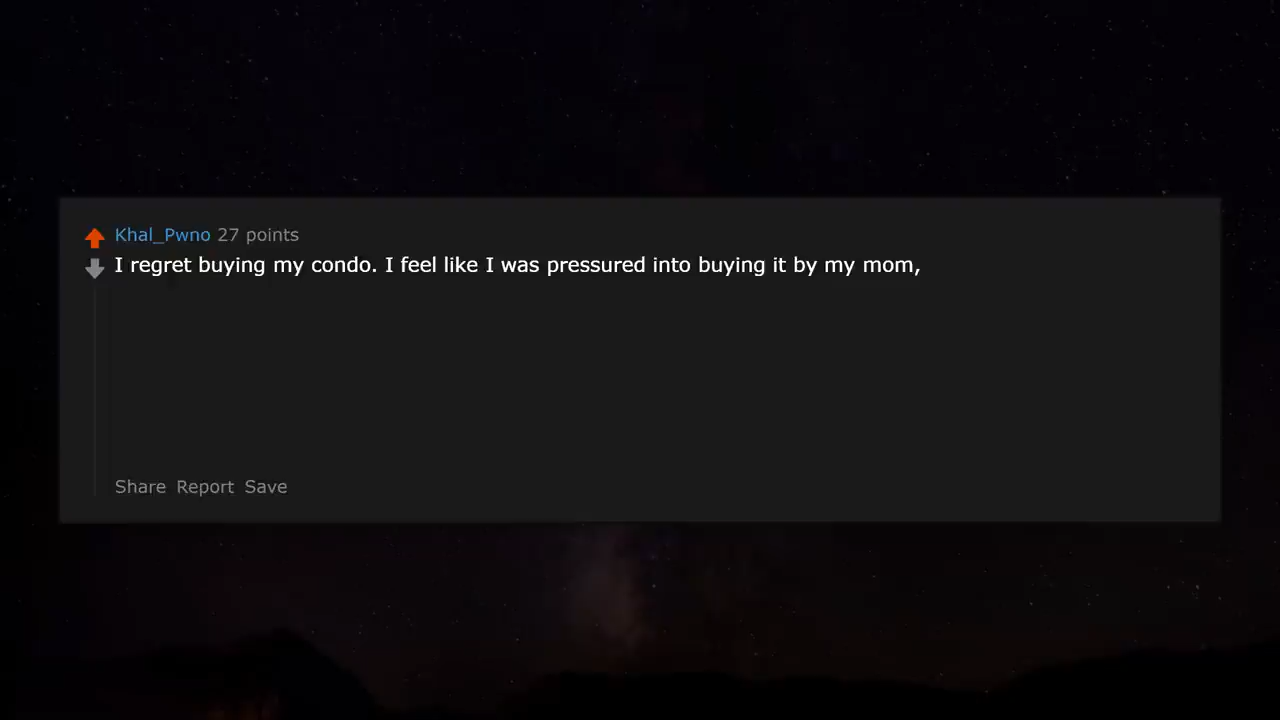 Khal_Pwno 27 points
I regret buying my condo. I feel like I was pressured into buying it by my mom,
Share Report Save